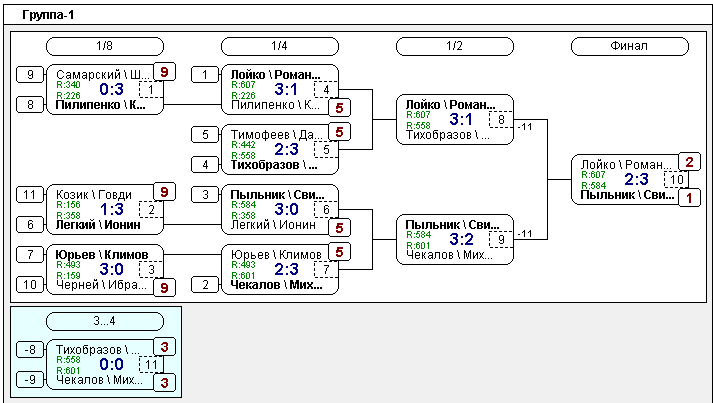 Группа-1
1/8
1/4
1/2
Финал
9
Самарский \ Ш...
9
R:340
R:226
0:3
1
8
Пилипенко \ К...
1
Лойко \ Роман...
R:607
R:226
3:1
4
Пилипенко \ К...
5
5
Тимофеев \ Да...
5
R:442
R:558
2:3
5
4
Тихобразов \ ...
Лойко \ Роман...
R:607
R:558
3:1
8
-11
Тихобразов \ ...
11
Козик \ Говди
9
R:156
R:358
1:3
2
6
Легкий \ Ионин
3
Пыльник \ Сви...
R:584
R:358
3:0
6
Легкий \ Ионин
5
7
Юрьев \ Климов
R:493
R:159
3:0
3
10
Черней \ Ибра...
9
Юрьев \ Климов
5
R:493
R:601
2:3
7
2
Чекалов \ Мих...
Пыльник \ Сви...
R:584
R:601
3:2
9
-11
Чекалов \ Мих...
Лойко \ Роман...
2
R:607
R:584
2:3
10
Пыльник \ Сви...
1
3...4
-8
Тихобразов \ ...
3
R:558
R:601
0:0
11
-9
Чекалов \ Мих...
3